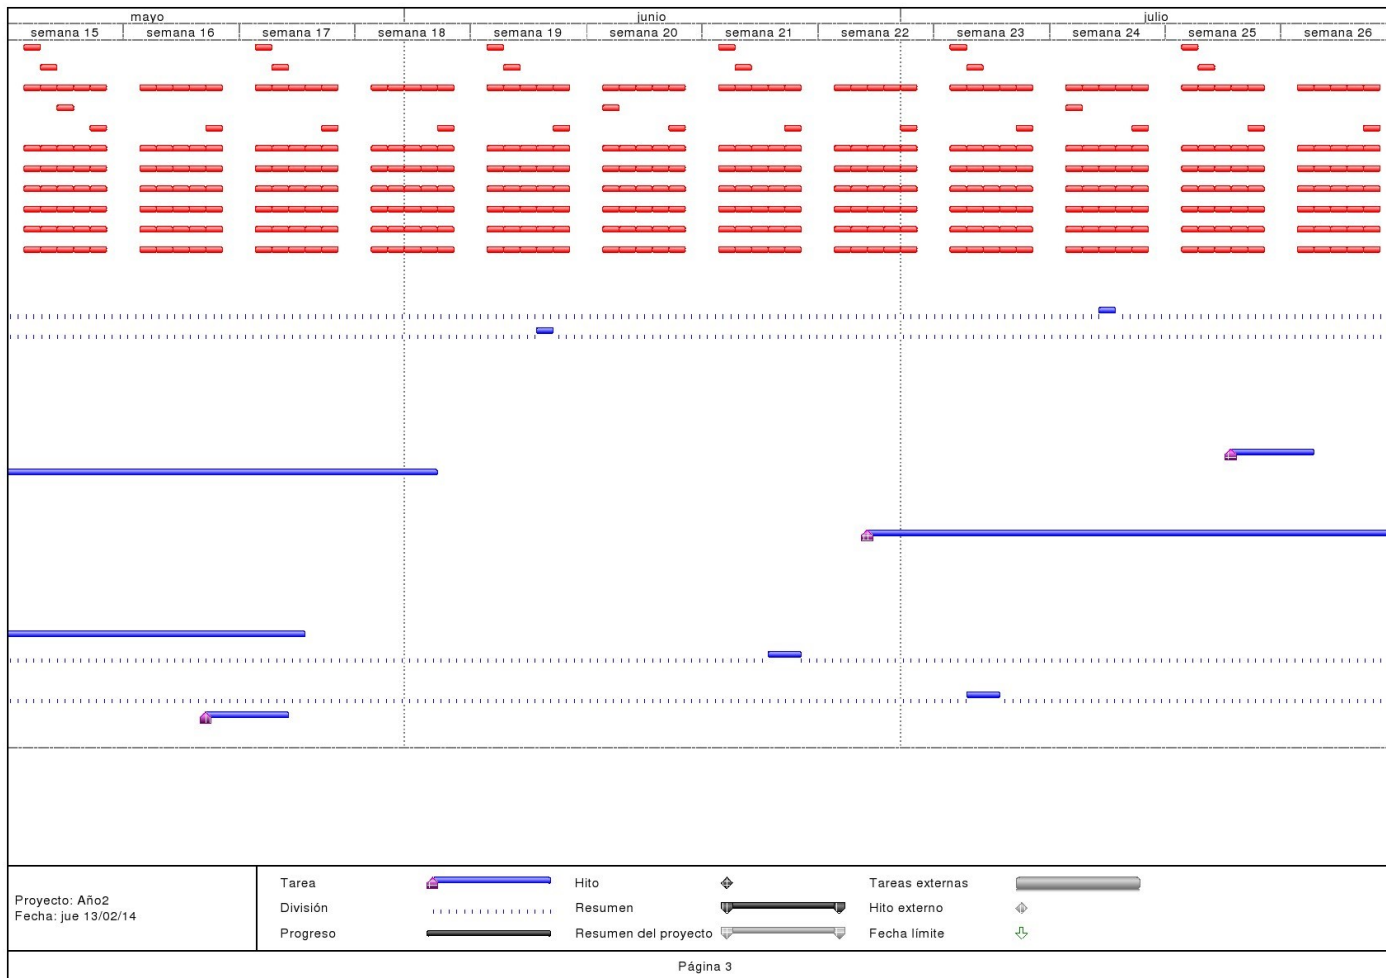 mayo junio julio
semana 15 semana 16 semana 17 semana 18 semana 19 semana 20 semana 21 semana 22 semana 23 semana 24 semana 25 semana 26
Proyecto: Año2
Fecha: jue 13/02/14
Tarea Hito Tareas externas
División Resumen Hito externo
Progreso Resumen del proyecto Fecha límite
Página 3